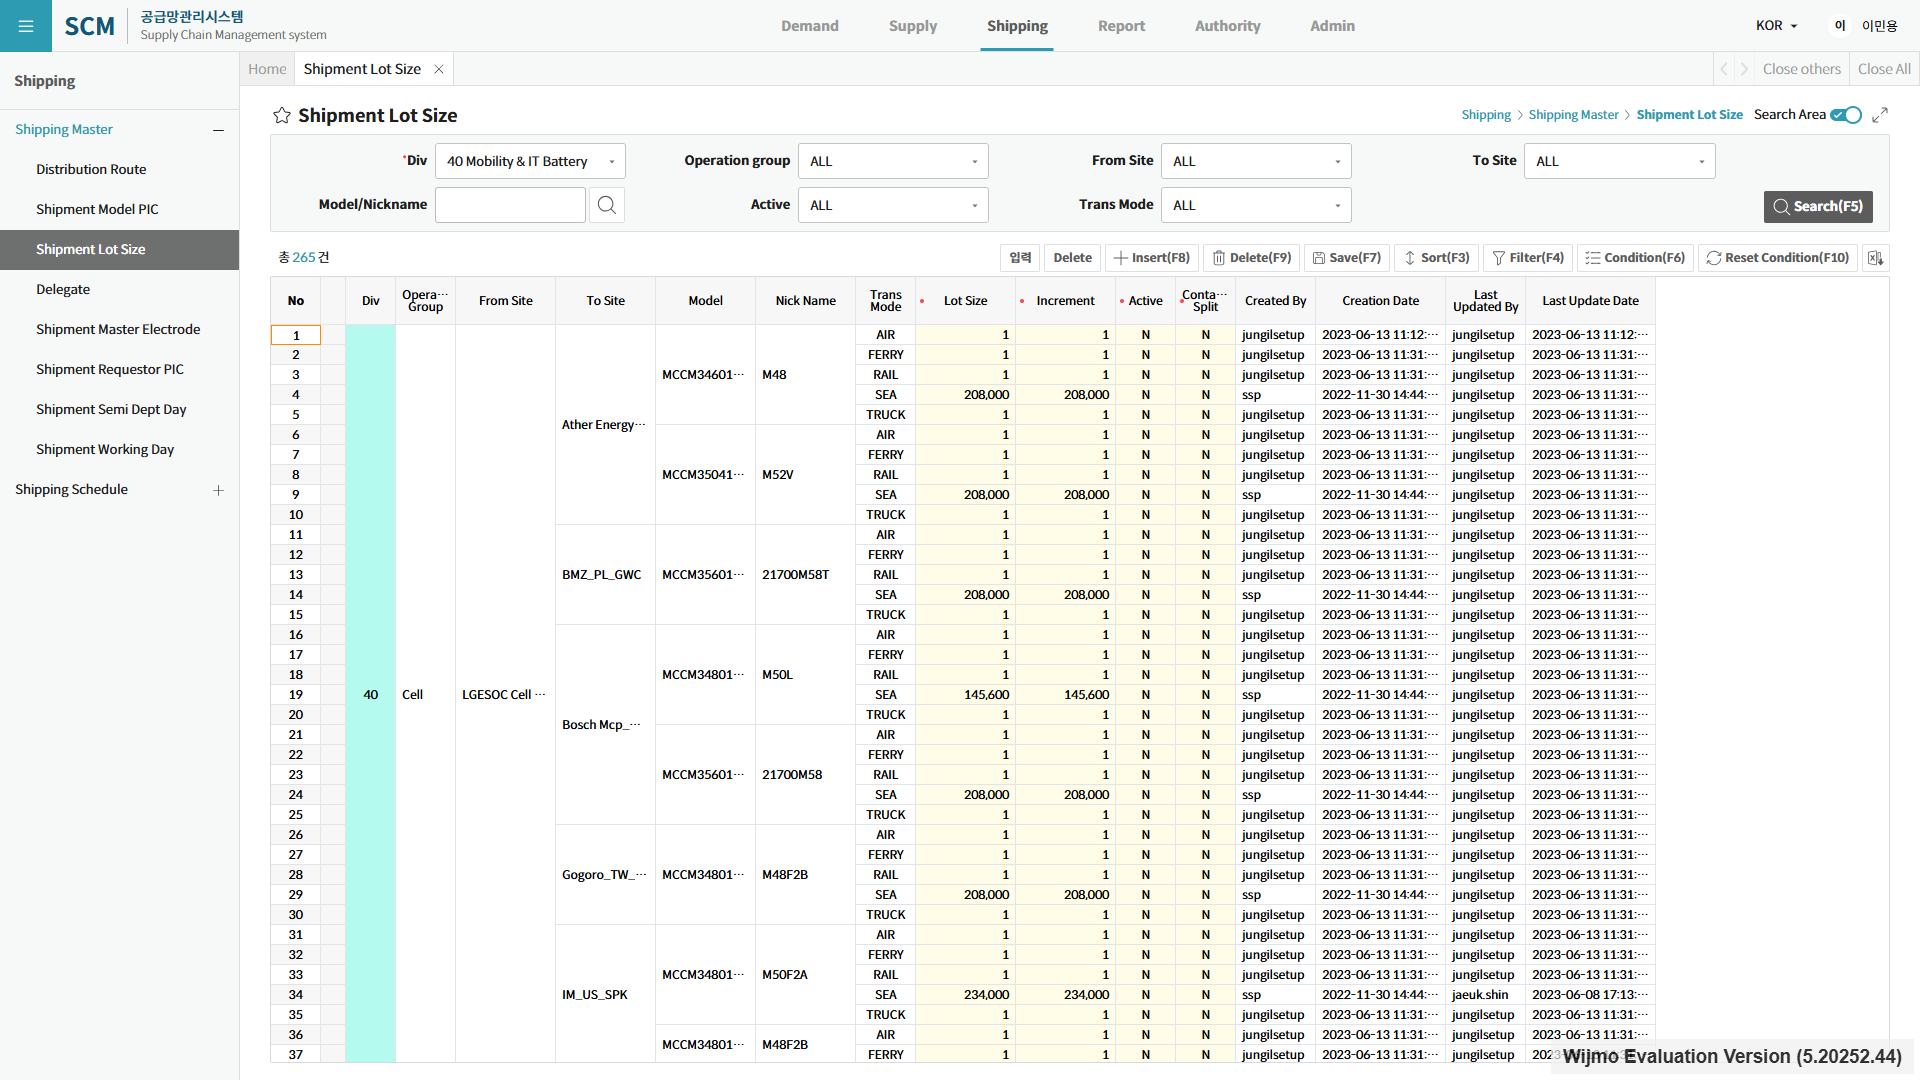 SCM
공급망관리시스템
Supply Chain Management system
Demand
Supply
Shipping
Report
Authority
Admin
KOR
이
이민용
Shipping
Shipping Master
Distribution Route
Shipment Model PIC
Shipment Lot Size
Delegate
Shipment Master Electrode
Shipment Requestor PIC
Shipment Semi Dept Day
Shipment Working Day
Shipping Schedule
Home
Shipment Lot Size
Close others
Close All
Shipment Lot Size
Shipping > Shipping Master > Shipment Lot Size
Search Area
*Div 40 Mobility & IT Battery
Operation group ALL
From Site ALL
To Site ALL
Model/Nickname
Active ALL
Trans Mode ALL
Search(F5)
총 265 건
입력
Delete
Insert(F8)
Delete(F9)
Save(F7)
Sort(F3)
Filter(F4)
Condition(F6)
Reset Condition(F10)
No Div Opera··· Group From Site To Site Model Nick Name Trans Mode Lot Size Increment Active Conta··· Split Created By Creation Date Last Updated By Last Update Date
40 Cell LGESOC Cell ···
Ather Energy···
MCCM34601··· M48
1 AIR 1 1 N N jungilsetup 2023-06-13 11:12:··· jungilsetup 2023-06-13 11:12:···
2 FERRY 1 1 N N jungilsetup 2023-06-13 11:31:··· jungilsetup 2023-06-13 11:31:···
3 RAIL 1 1 N N jungilsetup 2023-06-13 11:31:··· jungilsetup 2023-06-13 11:31:···
4 SEA 208,000 208,000 N N ssp 2022-11-30 14:44:··· jungilsetup 2023-06-13 11:31:···
5 TRUCK 1 1 N N jungilsetup 2023-06-13 11:31:··· jungilsetup 2023-06-13 11:31:···
MCCM35041··· M52V
6 AIR 1 1 N N jungilsetup 2023-06-13 11:31:··· jungilsetup 2023-06-13 11:31:···
7 FERRY 1 1 N N jungilsetup 2023-06-13 11:31:··· jungilsetup 2023-06-13 11:31:···
8 RAIL 1 1 N N jungilsetup 2023-06-13 11:31:··· jungilsetup 2023-06-13 11:31:···
9 SEA 208,000 208,000 N N ssp 2022-11-30 14:44:··· jungilsetup 2023-06-13 11:31:···
10 TRUCK 1 1 N N jungilsetup 2023-06-13 11:31:··· jungilsetup 2023-06-13 11:31:···
BMZ_PL_GWC MCCM35601··· 21700M58T
11 AIR 1 1 N N jungilsetup 2023-06-13 11:31:··· jungilsetup 2023-06-13 11:31:···
12 FERRY 1 1 N N jungilsetup 2023-06-13 11:31:··· jungilsetup 2023-06-13 11:31:···
13 RAIL 1 1 N N jungilsetup 2023-06-13 11:31:··· jungilsetup 2023-06-13 11:31:···
14 SEA 208,000 208,000 N N ssp 2022-11-30 14:44:··· jungilsetup 2023-06-13 11:31:···
15 TRUCK 1 1 N N jungilsetup 2023-06-13 11:31:··· jungilsetup 2023-06-13 11:31:···
Bosch Mcp_···
MCCM34801··· M50L
16 AIR 1 1 N N jungilsetup 2023-06-13 11:31:··· jungilsetup 2023-06-13 11:31:···
17 FERRY 1 1 N N jungilsetup 2023-06-13 11:31:··· jungilsetup 2023-06-13 11:31:···
18 RAIL 1 1 N N jungilsetup 2023-06-13 11:31:··· jungilsetup 2023-06-13 11:31:···
19 SEA 145,600 145,600 N N ssp 2022-11-30 14:44:··· jungilsetup 2023-06-13 11:31:···
20 TRUCK 1 1 N N jungilsetup 2023-06-13 11:31:··· jungilsetup 2023-06-13 11:31:···
MCCM35601··· 21700M58
21 AIR 1 1 N N jungilsetup 2023-06-13 11:31:··· jungilsetup 2023-06-13 11:31:···
22 FERRY 1 1 N N jungilsetup 2023-06-13 11:31:··· jungilsetup 2023-06-13 11:31:···
23 RAIL 1 1 N N jungilsetup 2023-06-13 11:31:··· jungilsetup 2023-06-13 11:31:···
24 SEA 208,000 208,000 N N ssp 2022-11-30 14:44:··· jungilsetup 2023-06-13 11:31:···
25 TRUCK 1 1 N N jungilsetup 2023-06-13 11:31:··· jungilsetup 2023-06-13 11:31:···
Gogoro_TW_··· MCCM34801··· M48F2B
26 AIR 1 1 N N jungilsetup 2023-06-13 11:31:··· jungilsetup 2023-06-13 11:31:···
27 FERRY 1 1 N N jungilsetup 2023-06-13 11:31:··· jungilsetup 2023-06-13 11:31:···
28 RAIL 1 1 N N jungilsetup 2023-06-13 11:31:··· jungilsetup 2023-06-13 11:31:···
29 SEA 208,000 208,000 N N ssp 2022-11-30 14:44:··· jungilsetup 2023-06-13 11:31:···
30 TRUCK 1 1 N N jungilsetup 2023-06-13 11:31:··· jungilsetup 2023-06-13 11:31:···
IM_US_SPK
MCCM34801··· M50F2A
31 AIR 1 1 N N jungilsetup 2023-06-13 11:31:··· jungilsetup 2023-06-13 11:31:···
32 FERRY 1 1 N N jungilsetup 2023-06-13 11:31:··· jungilsetup 2023-06-13 11:31:···
33 RAIL 1 1 N N jungilsetup 2023-06-13 11:31:··· jungilsetup 2023-06-13 11:31:···
34 SEA 234,000 234,000 N N ssp 2022-11-30 14:44:··· jaeuk.shin 2023-06-08 17:13:···
35 TRUCK 1 1 N N jungilsetup 2023-06-13 11:31:··· jungilsetup 2023-06-13 11:31:···
MCCM34801··· M48F2B
36 AIR 1 1 N N jungilsetup 2023-06-13 11:31:··· jungilsetup 2023-06-13 11:31:···
37 FERRY 1 1 N N jungilsetup 2023-06-13 11:31:··· jungilsetup
Wijmo Evaluation Version (5.20252.44)